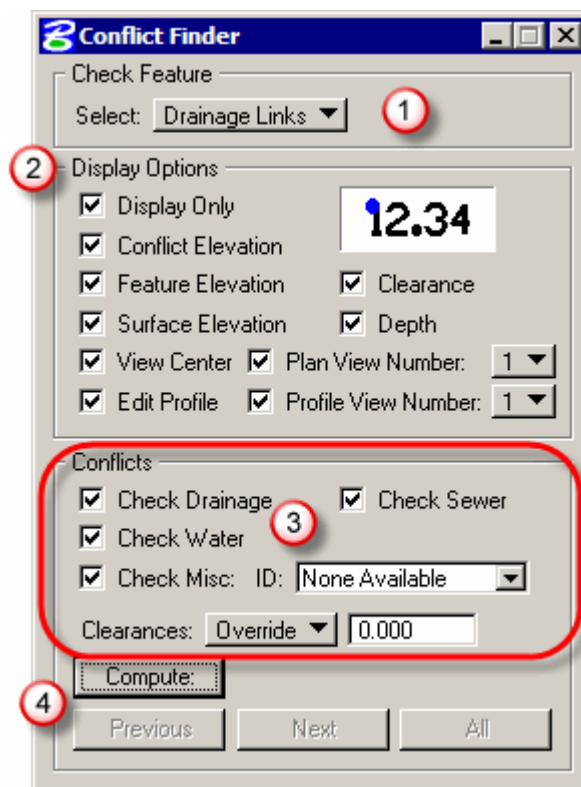 Conflict Finder
Check Feature
Select: Drainage Links 1
2 Display Options
Display Only 12.34
Conflict Elevation
Feature Elevation Clearance
Surface Elevation Depth
View Center Plan View Number: 1
Edit Profile Profile View Number: 1
Conflicts
Check Drainage 3 Check Sewer
Check Water
Check Misc: ID: None Available
Clearances: Override 0.000
Compute:
4
Previous Next All